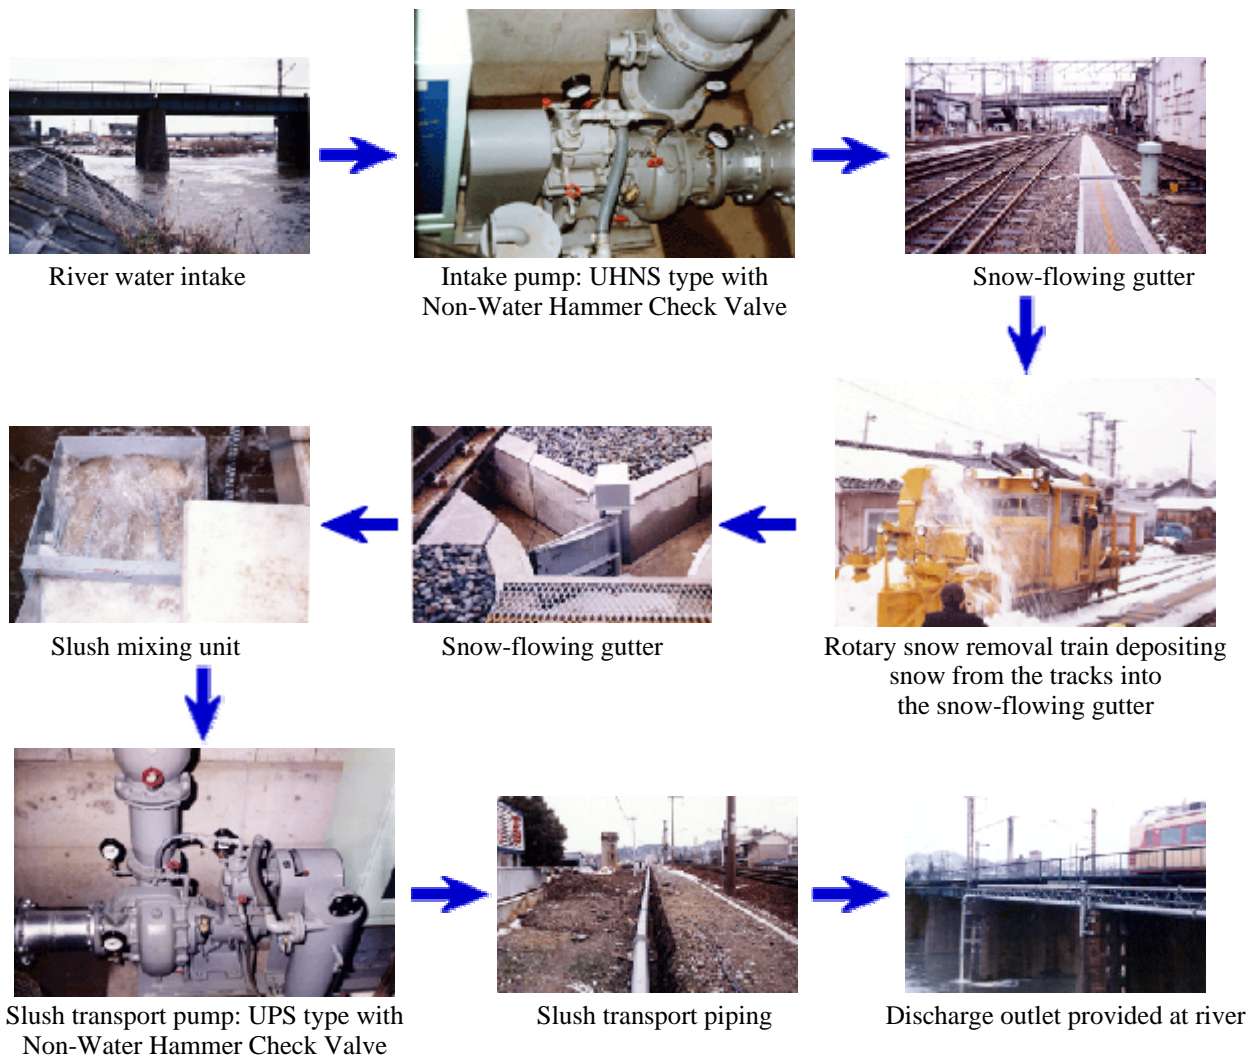 River water intake
Intake pump: UHNS type with
Non-Water Hammer Check Valve
Snow-flowing gutter
Rotary snow removal train depositing
snow from the tracks into
the snow-flowing gutter
Snow-flowing gutter
Slush mixing unit
Slush transport pump: UPS type with
Non-Water Hammer Check Valve
Slush transport piping
Discharge outlet provided at river